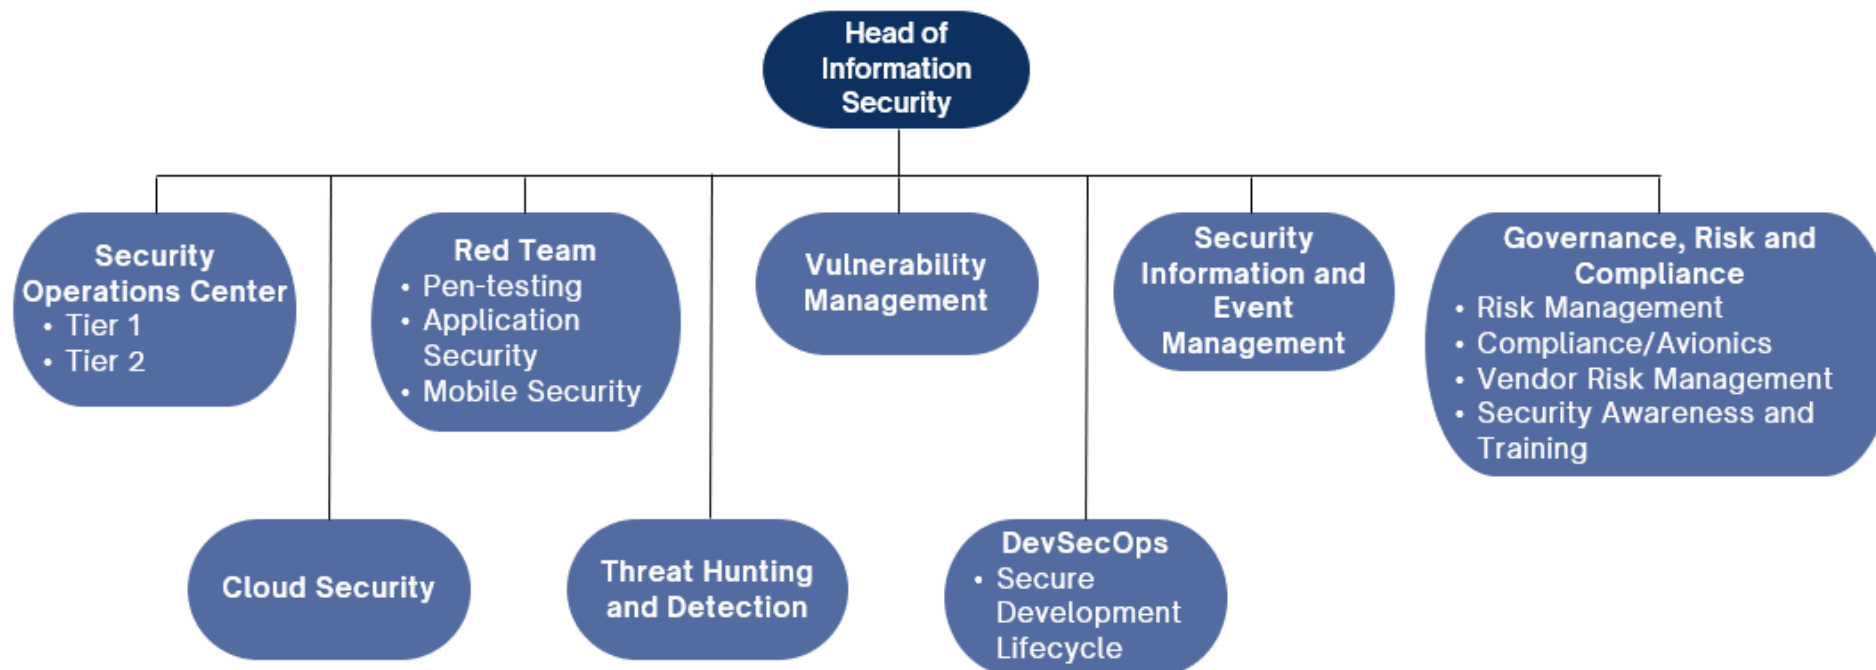 Head of
Information
Security
Security
Operations Center
• Tier 1
• Tier 2
Red Team
• Pen-testing
• Application
Security
• Mobile Security
Vulnerability
Management
Security
Information and
Event
Management
Governance, Risk and
Compliance
• Risk Management
• Compliance/Avionics
• Vendor Risk Management
• Security Awareness and
Training
Cloud Security
Threat Hunting
and Detection
DevSecOps
• Secure
Development
Lifecycle